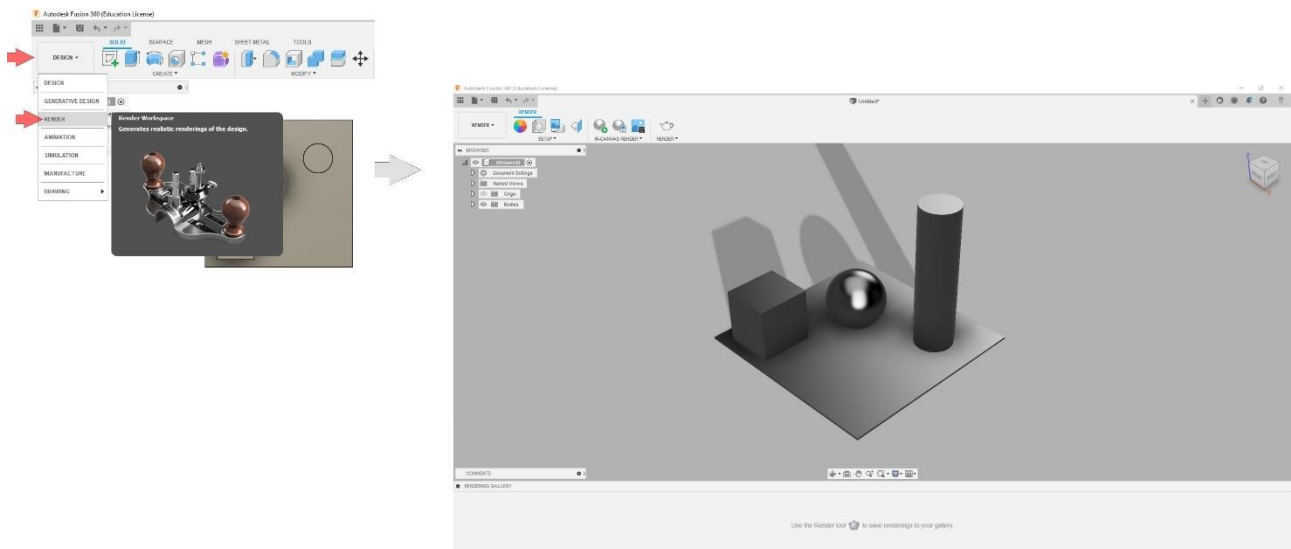 Autodesk Fusion 360 (Education License)
SOLID SURFACE MESH SHEET METAL TOOLS
DESIGN
CREATE MODIFY
DESIGN
GENERATIVE DESIGN
RENDER
ANIMATION
SIMULATION
MANUFACTURE
DRAWING
Render Workspace
Generates realistic renderings of the design.
Autodesk Fusion 360 (Education License)
Untitled*
RENDER
RENDER
SETUP IN-CANVAS RENDER RENDER
BROWSER
(Unsaved)
Document Settings
Named Views
Origin
Bodies
COMMENTS
RENDERING GALLERY
Use the Render tool to save renderings to your gallery.